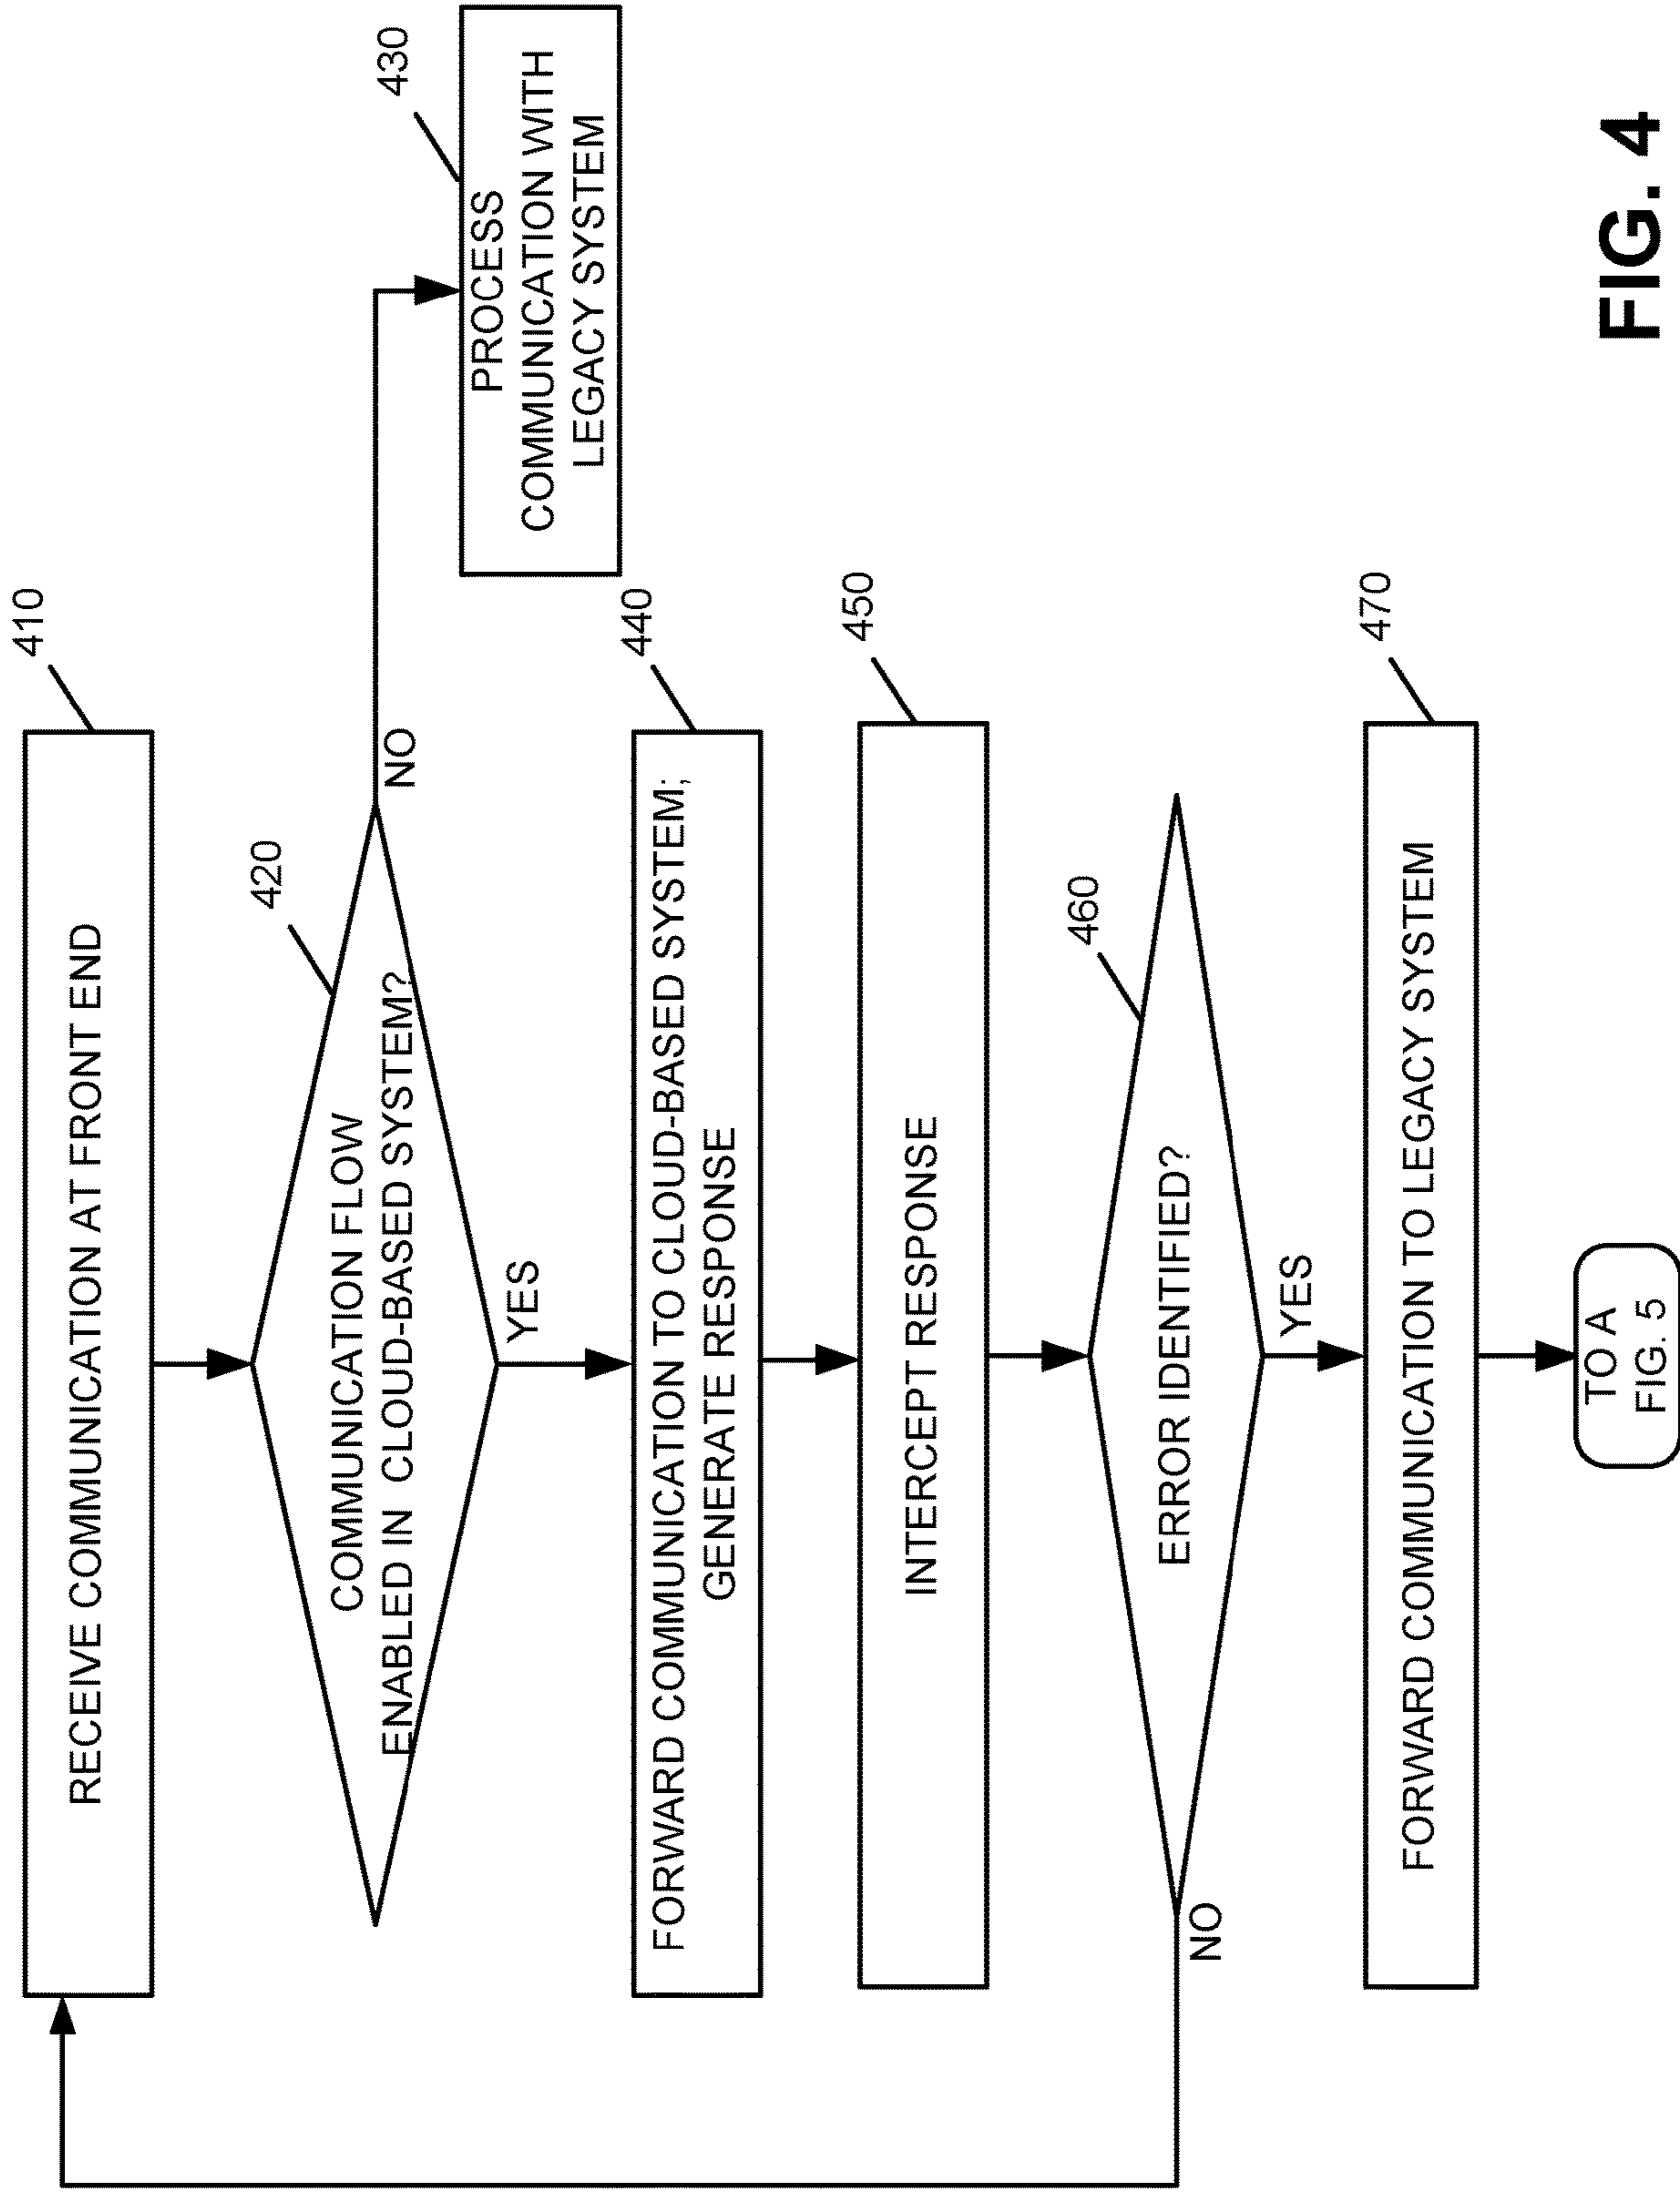 410
RECEIVE COMMUNICATION AT FRONT END
420
COMMUNICATION FLOW
ENABLED IN CLOUD-BASED SYSTEM?
NO
YES
430
PROCESS
COMMUNICATION WITH
LEGACY SYSTEM
440
FORWARD COMMUNICATION TO CLOUD-BASED SYSTEM;
GENERATE RESPONSE
450
INTERCEPT RESPONSE
460
ERROR IDENTIFIED?
NO
YES
470
FORWARD COMMUNICATION TO LEGACY SYSTEM
TO A
FIG. 5
FIG. 4